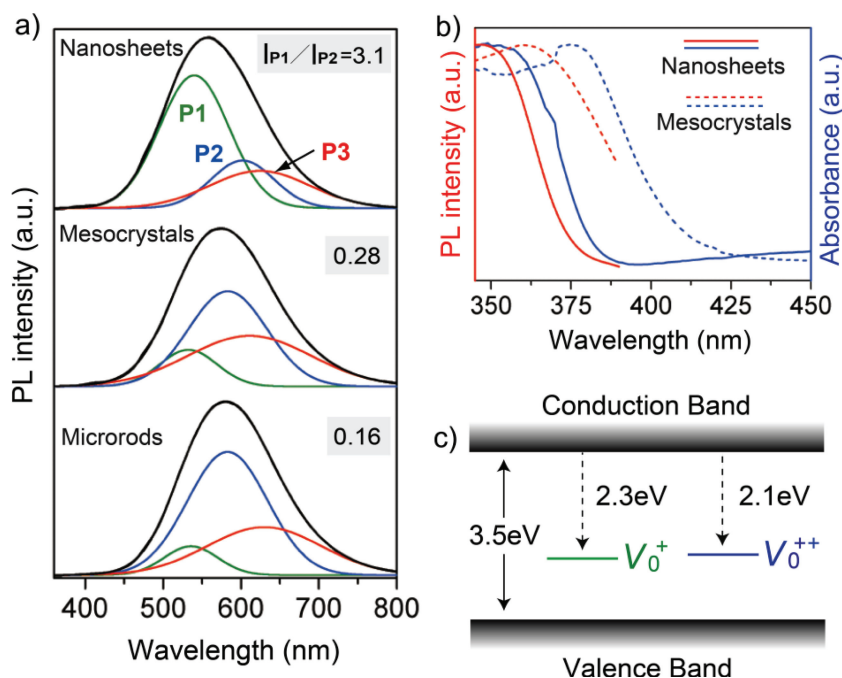 a)
Nanosheets
IP1/IP2=3.1
P1
P2
P3
Mesocrystals
0.28
Microrods
0.16
PL intensity (a.u.)
400 500 600 700 800
Wavelength (nm)
b)
PL intensity (a.u.)
Absorbance (a.u.)
Nanosheets
Mesocrystals
350 375 400 425 450
Wavelength (nm)
c)
Conduction Band
3.5eV
2.3eV
2.1eV
V0+
V0++
Valence Band